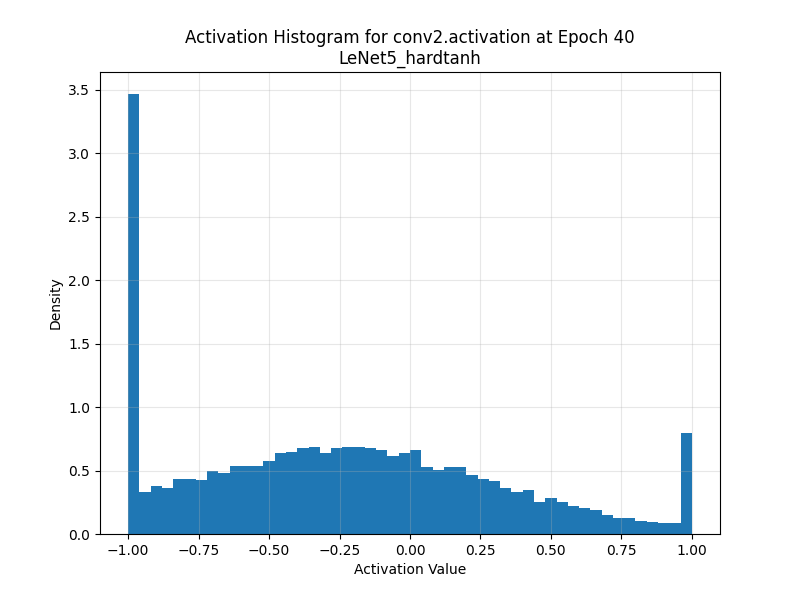 Activation Histogram for conv2.activation at Epoch 40
LeNet5_hardtanh
3.5
3.0
2.5
2.0
1.5
1.0
0.5
0.0
Density
−1.00 −0.75 −0.50 −0.25 0.00 0.25 0.50 0.75 1.00
Activation Value